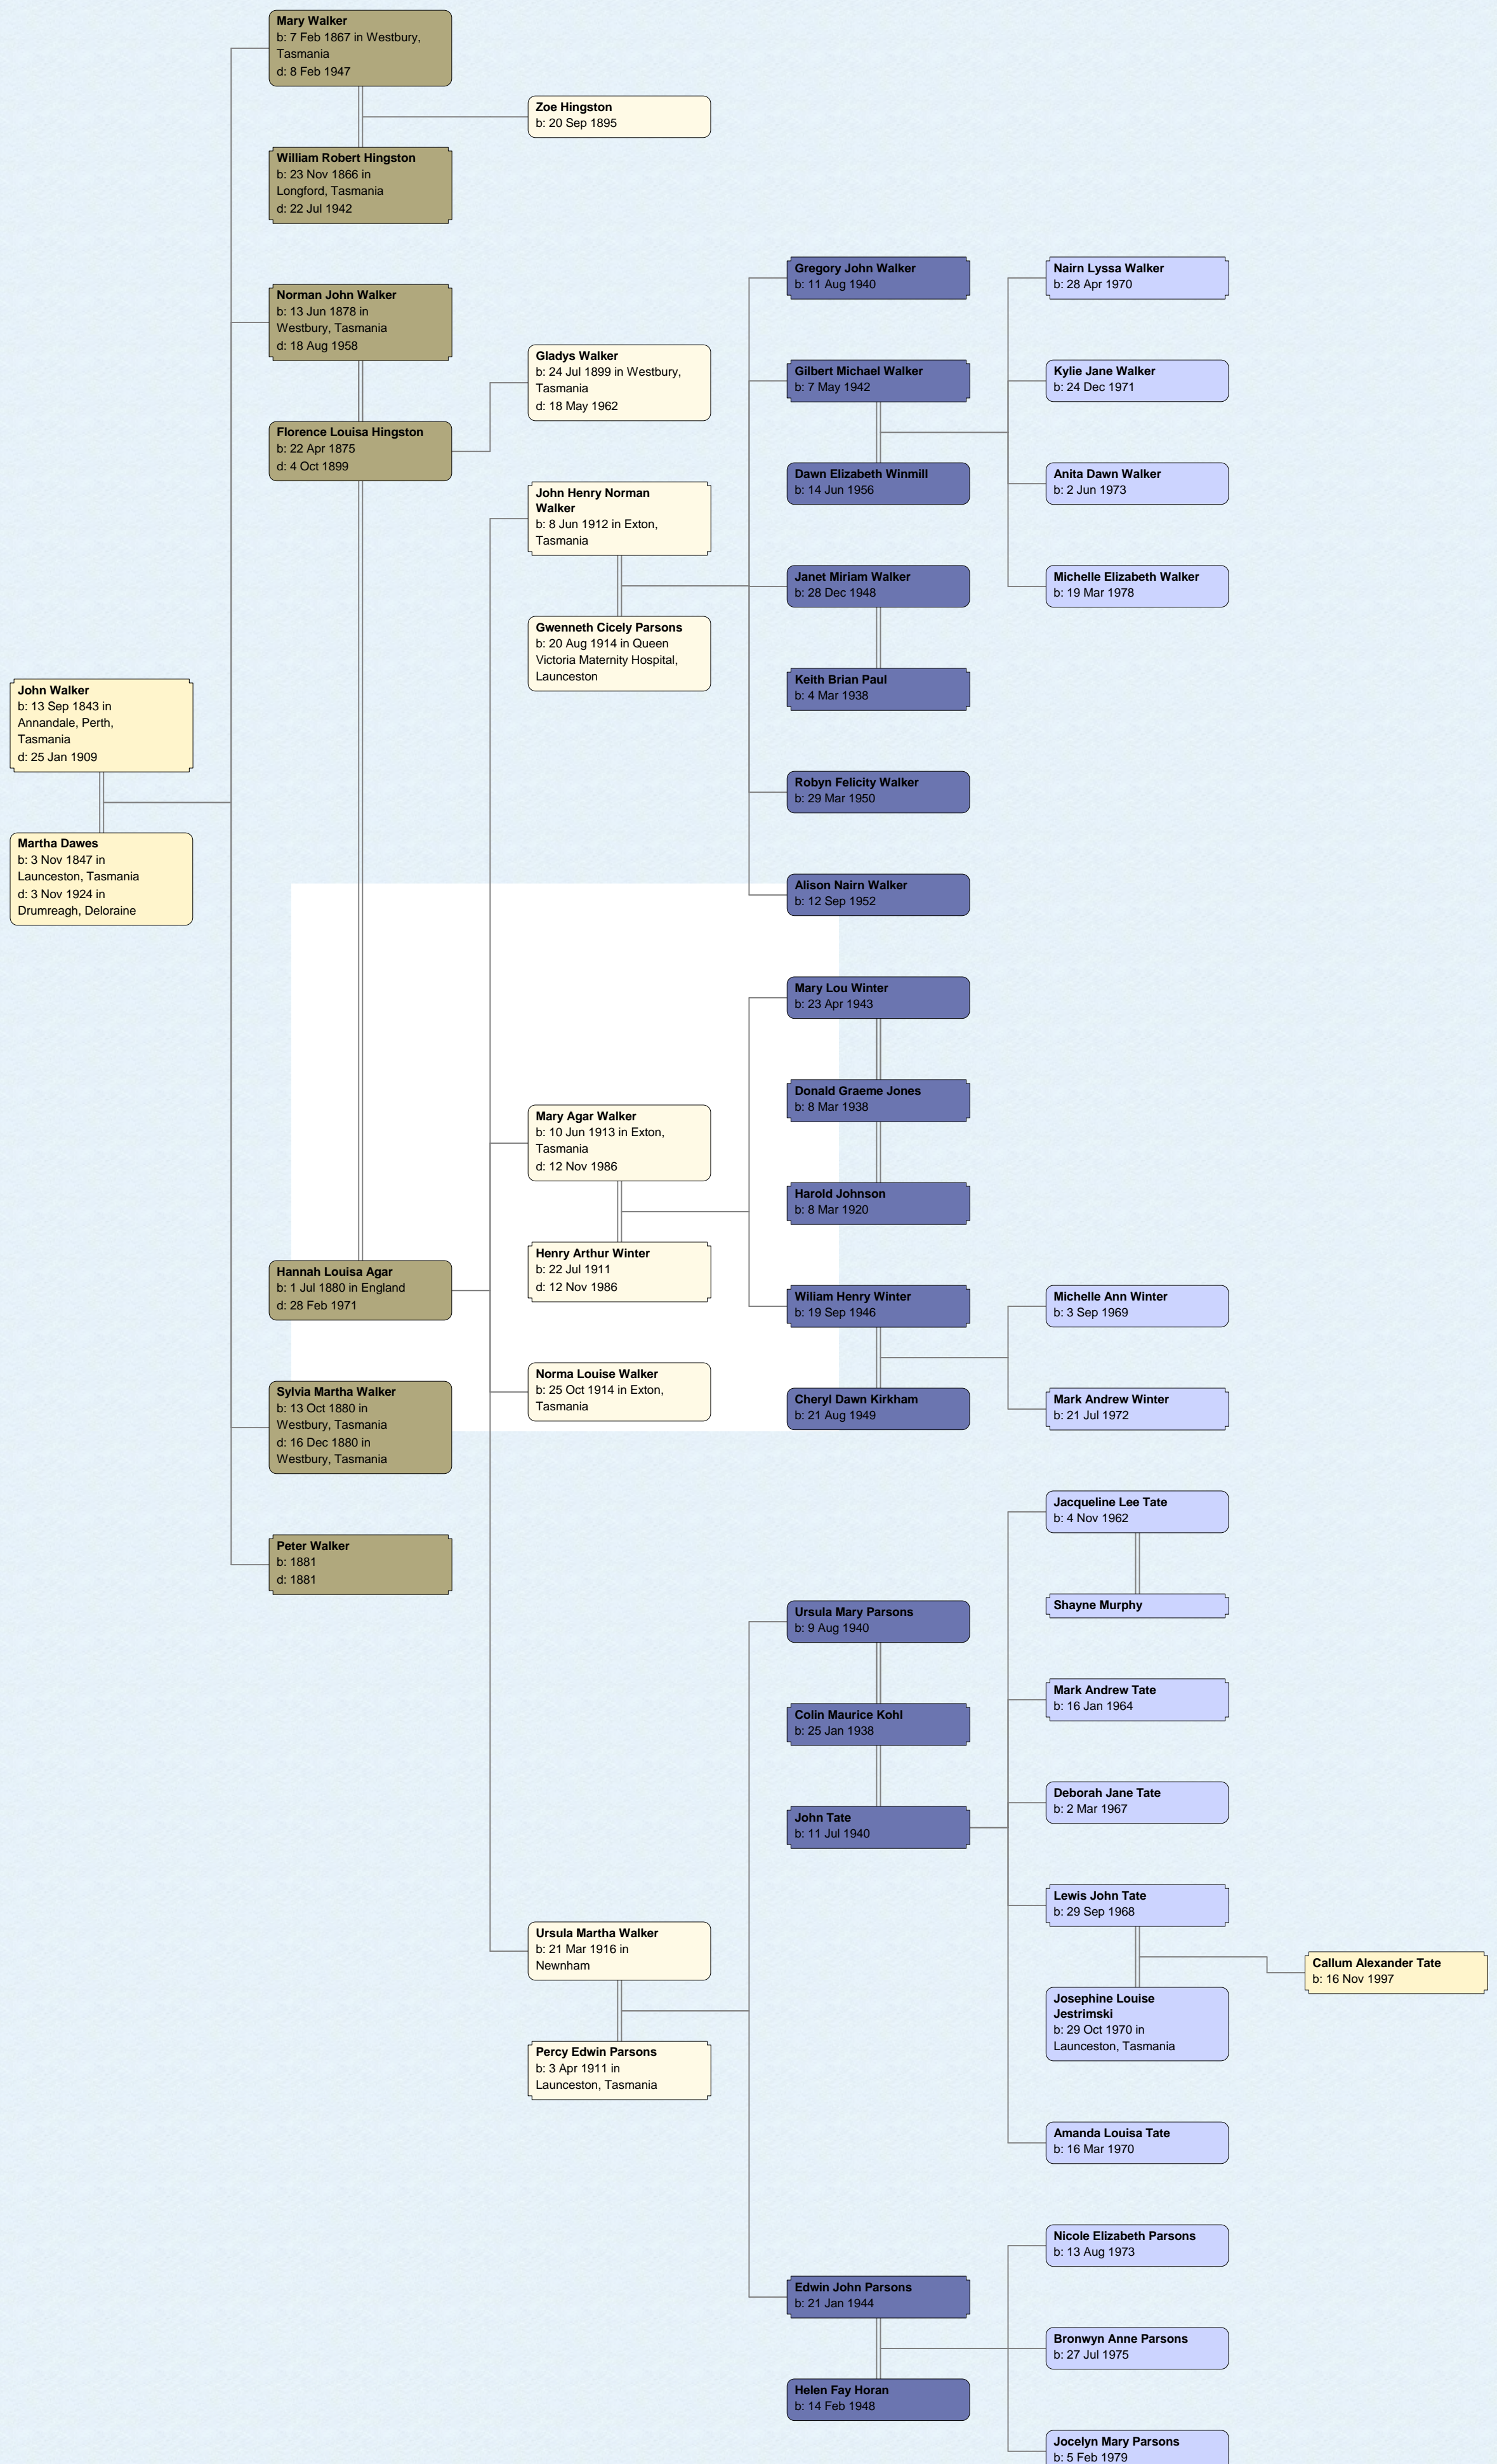 Mary Walker
b: 7 Feb 1867 in Westbury,
Tasmania
d: 8 Feb 1947
Zoe Hingston
b: 20 Sep 1895
William Robert Hingston
b: 23 Nov 1866 in
Longford, Tasmania
d: 22 Jul 1942
Gregory John Walker
b: 11 Aug 1940
Nairn Lyssa Walker
b: 28 Apr 1970
Norman John Walker
b: 13 Jun 1878 in
Westbury, Tasmania
d: 18 Aug 1958
Gladys Walker
b: 24 Jul 1899 in Westbury,
Tasmania
d: 18 May 1962
Gilbert Michael Walker
b: 7 May 1942
Kylie Jane Walker
b: 24 Dec 1971
Florence Louisa Hingston
b: 22 Apr 1875
d: 4 Oct 1899
Dawn Elizabeth Winmill
b: 14 Jun 1956
Anita Dawn Walker
b: 2 Jun 1973
John Henry Norman
Walker
b: 8 Jun 1912 in Exton,
Tasmania
Janet Miriam Walker
b: 28 Dec 1948
Michelle Elizabeth Walker
b: 19 Mar 1978
Gwenneth Cicely Parsons
b: 20 Aug 1914 in Queen
Victoria Maternity Hospital,
Launceston
Keith Brian Paul
b: 4 Mar 1938
John Walker
b: 13 Sep 1843 in
Annandale, Perth,
Tasmania
d: 25 Jan 1909
Robyn Felicity Walker
b: 29 Mar 1950
Martha Dawes
b: 3 Nov 1847 in
Launceston, Tasmania
d: 3 Nov 1924 in
Drumreagh, Deloraine
Alison Nairn Walker
b: 12 Sep 1952
Mary Lou Winter
b: 23 Apr 1943
Donald Graeme Jones
b: 8 Mar 1938
Mary Agar Walker
b: 10 Jun 1913 in Exton,
Tasmania
d: 12 Nov 1986
Harold Johnson
b: 8 Mar 1920
Henry Arthur Winter
b: 22 Jul 1911
d: 12 Nov 1986
Hannah Louisa Agar
b: 1 Jul 1880 in England
d: 28 Feb 1971
Wiliam Henry Winter
b: 19 Sep 1946
Michelle Ann Winter
b: 3 Sep 1969
Norma Louise Walker
b: 25 Oct 1914 in Exton,
Tasmania
Sylvia Martha Walker
b: 13 Oct 1880 in
Westbury, Tasmania
d: 16 Dec 1880 in
Westbury, Tasmania
Cheryl Dawn Kirkham
b: 21 Aug 1949
Mark Andrew Winter
b: 21 Jul 1972
Jacqueline Lee Tate
b: 4 Nov 1962
Peter Walker
b: 1881
d: 1881
Shayne Murphy
Ursula Mary Parsons
b: 9 Aug 1940
Mark Andrew Tate
b: 16 Jan 1964
Colin Maurice Kohl
b: 25 Jan 1938
Deborah Jane Tate
b: 2 Mar 1967
John Tate
b: 11 Jul 1940
Lewis John Tate
b: 29 Sep 1968
Ursula Martha Walker
b: 21 Mar 1916 in
Newnham
Callum Alexander Tate
b: 16 Nov 1997
Josephine Louise
Jestrimski
b: 29 Oct 1970 in
Launceston, Tasmania
Percy Edwin Parsons
b: 3 Apr 1911 in
Launceston, Tasmania
Amanda Louisa Tate
b: 16 Mar 1970
Nicole Elizabeth Parsons
b: 13 Aug 1973
Edwin John Parsons
b: 21 Jan 1944
Bronwyn Anne Parsons
b: 27 Jul 1975
Helen Fay Horan
b: 14 Feb 1948
Jocelyn Mary Parsons
b: 5 Feb 1979